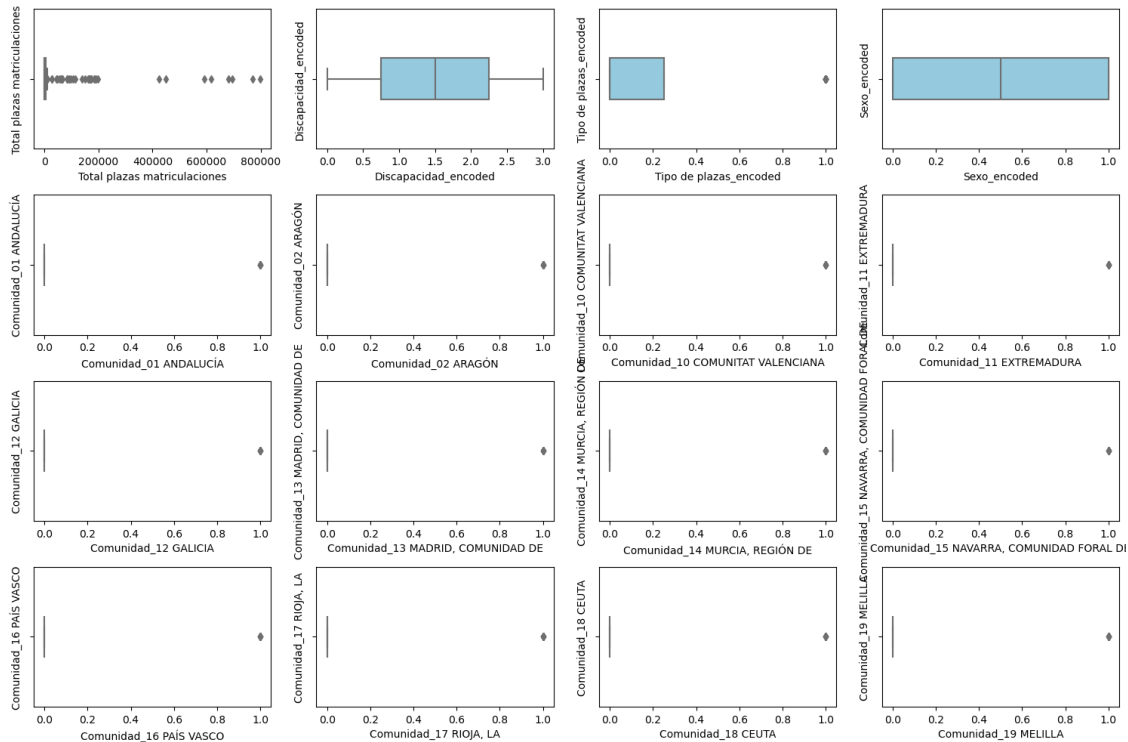 Total plazas matriculaciones
0 200000 400000 600000 800000
Total plazas matriculaciones
Discapacidad_encoded
0.0 0.5 1.0 1.5 2.0 2.5 3.0
Discapacidad_encoded
Tipo de plazas_encoded
0.0 0.2 0.4 0.6 0.8 1.0
Tipo de plazas_encoded
Sexo_encoded
0.0 0.2 0.4 0.6 0.8 1.0
Sexo_encoded
Comunidad_01 ANDALUCÍA
0.0 0.2 0.4 0.6 0.8 1.0
Comunidad_01 ANDALUCÍA
Comunidad_02 ARAGÓN
0.0 0.2 0.4 0.6 0.8 1.0
Comunidad_02 ARAGÓN
Comunidad_10 COMUNITAT VALENCIANA
0.0 0.2 0.4 0.6 0.8 1.0
Comunidad_10 COMUNITAT VALENCIANA
Comunidad_11 EXTREMADURA
0.0 0.2 0.4 0.6 0.8 1.0
Comunidad_11 EXTREMADURA
Comunidad_12 GALICIA
0.0 0.2 0.4 0.6 0.8 1.0
Comunidad_12 GALICIA
Comunidad_13 MADRID, COMUNIDAD DE
0.0 0.2 0.4 0.6 0.8 1.0
Comunidad_13 MADRID, COMUNIDAD DE
Comunidad_14 MURCIA, REGIÓN DE
0.0 0.2 0.4 0.6 0.8 1.0
Comunidad_14 MURCIA, REGIÓN DE
Comunidad_15 NAVARRA, COMUNIDAD FORAL DE
0.0 0.2 0.4 0.6 0.8 1.0
Comunidad_15 NAVARRA, COMUNIDAD FORAL DE
Comunidad_16 PAÍS VASCO
0.0 0.2 0.4 0.6 0.8 1.0
Comunidad_16 PAÍS VASCO
Comunidad_17 RIOJA, LA
0.0 0.2 0.4 0.6 0.8 1.0
Comunidad_17 RIOJA, LA
Comunidad_18 CEUTA
0.0 0.2 0.4 0.6 0.8 1.0
Comunidad_18 CEUTA
Comunidad_19 MELILLA
0.0 0.2 0.4 0.6 0.8 1.0
Comunidad_19 MELILLA